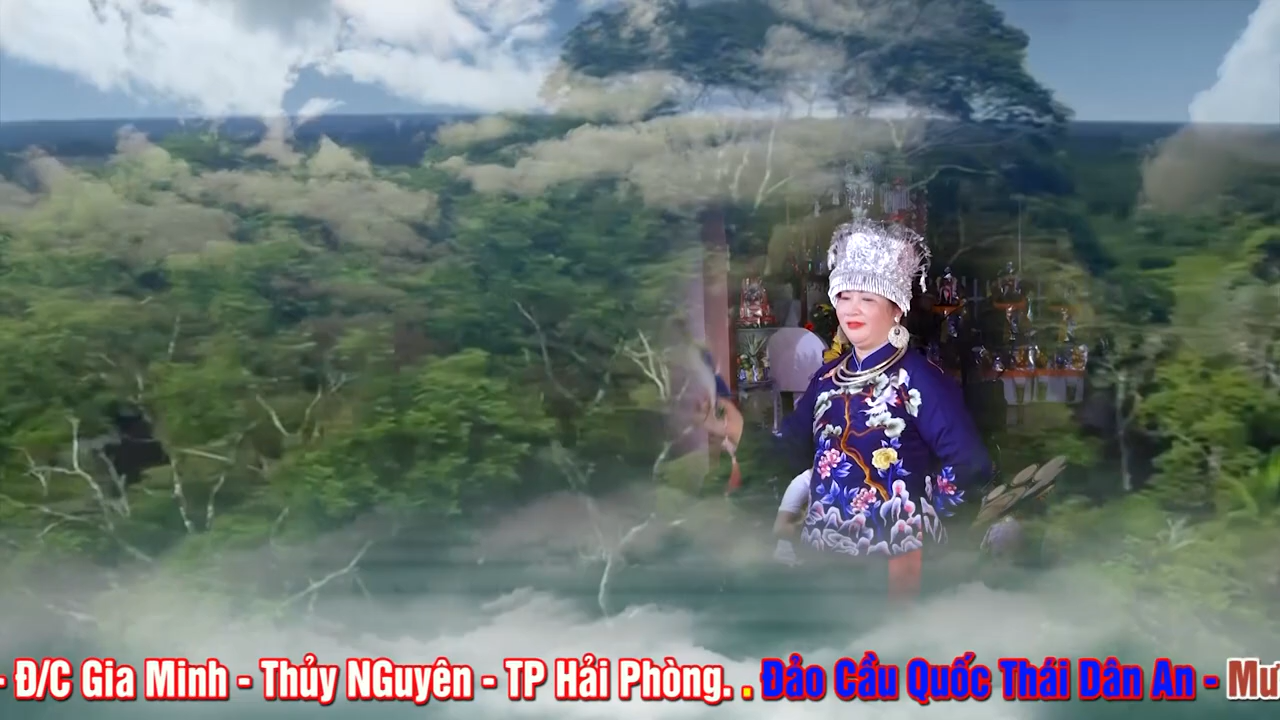 - Đ/C Gia Minh - Thủy NGuyên - TP Hải Phòng. . Đảo Cầu Quốc Thái Dân An -